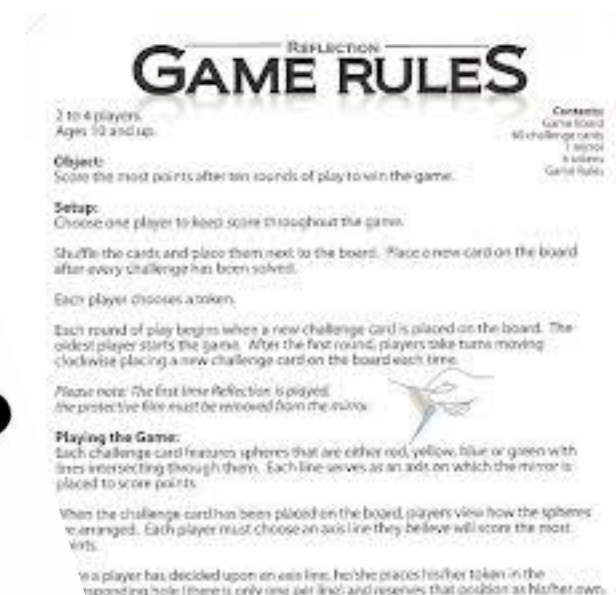 REFLECTION
GAME RULES
2 to 4 players.
Ages 10 and up.
Contents:
Game Board
60 challenge cards
1 mirror
4 tokens
Game Rules
Object:
Score the most points after ten rounds of play to win the game.
Setup:
Choose one player to keep score throughout the game.
Shuffle the cards and place them next to the board. Place a new card on the board
after every challenge has been solved.
Each player chooses a token.
Each round of play begins when a new challenge card is placed on the board. The
oldest player starts the game. After the first round, players take turns moving
clockwise placing a new challenge card on the board each time.
Please note: The first time Reflection is played,
the protective film must be removed from the mirror.
Playing the Game:
Each challenge card features spheres that are either red, yellow, blue or green with
lines intersecting through them. Each line serves as an axis on which the mirror is
placed to score points.
When the challenge card has been placed on the board, players view how the spheres
arranged. Each player must choose an axis line they believe will score the most
a player has decided upon an axis line, he/she places his/her token in the
hole (there is only one per line) and reserves that position as his/her own.